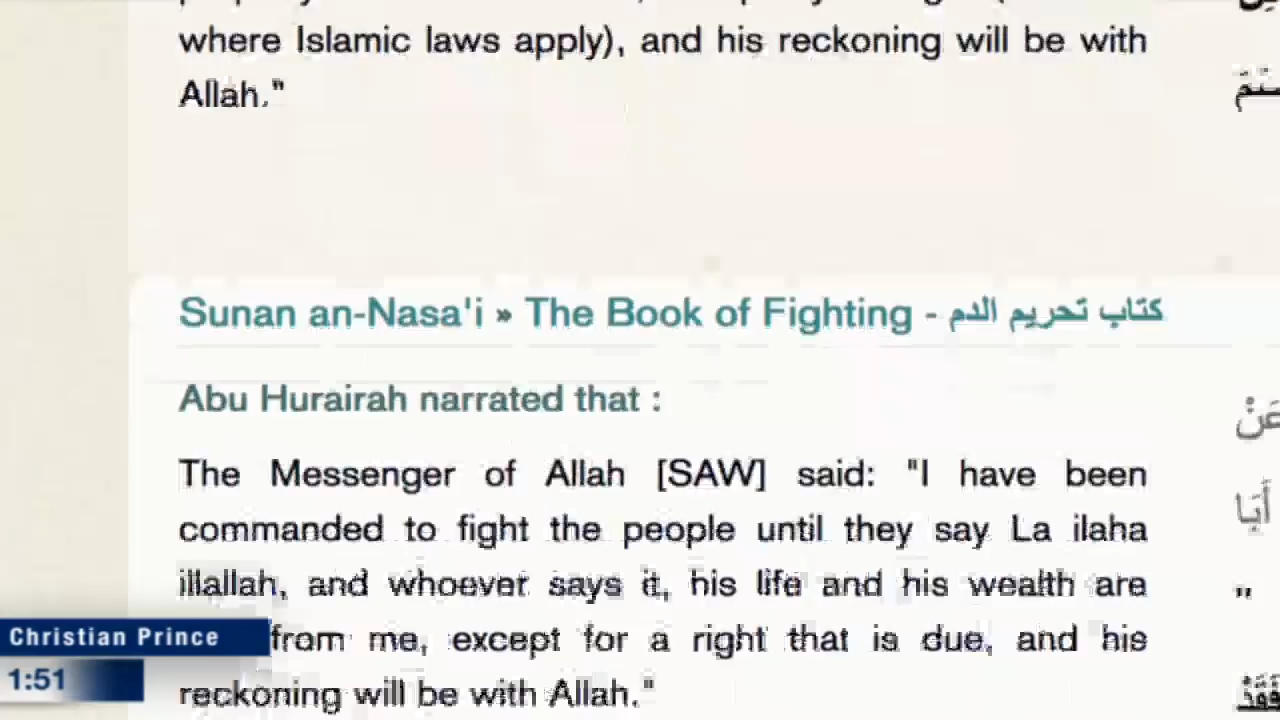 where Islamic laws apply), and his reckoning will be with
Allah."
Sunan an-Nasa'i » The Book of Fighting - كتاب تحريم الدم
Abu Hurairah narrated that :
عَنْ
The Messenger of Allah [SAW] said: "I have been
commanded to fight the people until they say La ilaha
أَبَا
illallah, and whoever says it, his life and his wealth are
"
from me, except for a right that is due, and his
reckoning will be with Allah."
فَقَدْ
Christian Prince
1:51